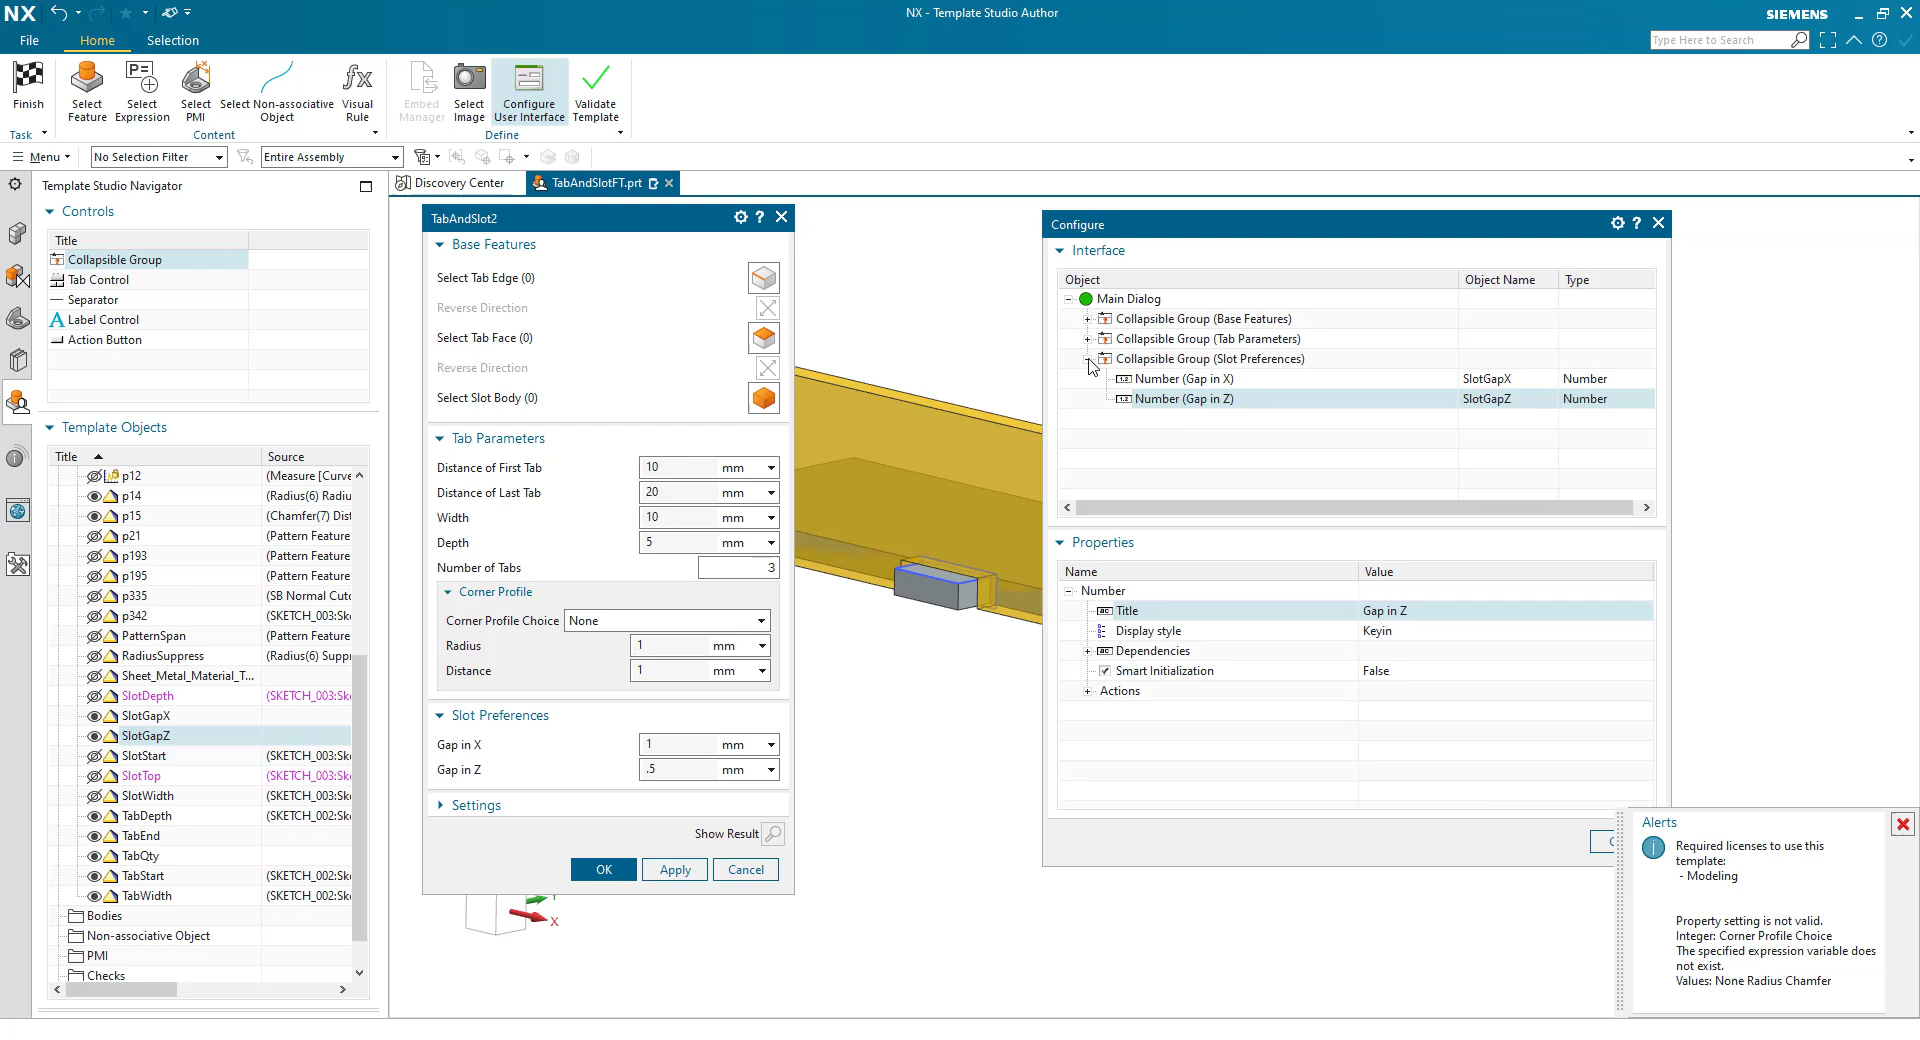 NX
NX - Template Studio Author
SIEMENS
File
Home
Selection
Type Here to Search
Finish
Select Feature
Select Expression
Select PMI
Select Non-associative Object
Visual Rule
Embed Manager
Select Image
Configure User Interface
Validate Template
Task
Content
Define
Menu
No Selection Filter
Entire Assembly
Template Studio Navigator
Controls
Title
Collapsible Group
Tab Control
Separator
Label Control
Action Button
Template Objects
Title Source
p12 (Measure [Curve
p14 (Radius(6) Radiu
p15 (Chamfer(7) Dist
p21 (Pattern Feature
p193 (Pattern Feature
p195 (Pattern Feature
p335 (SB Normal Cutc
p342 (SKETCH_003:Ske
PatternSpan (Pattern Feature
RadiusSuppress (Radius(6) Suppr
Sheet_Metal_Material_T...
SlotDepth (SKETCH_003:Ske
SlotGapX
SlotGapZ
SlotStart (SKETCH_003:Ske
SlotTop (SKETCH_003:Ske
SlotWidth (SKETCH_003:Ske
TabDepth (SKETCH_002:Ske
TabEnd
TabQty
TabStart (SKETCH_002:Ske
TabWidth (SKETCH_002:Ske
Bodies
Non-associative Object
PMI
Checks
Discovery Center
TabAndSlotFT.prt
TabAndSlot2
Base Features
Select Tab Edge (0)
Reverse Direction
Select Tab Face (0)
Reverse Direction
Select Slot Body (0)
Tab Parameters
Distance of First Tab 10 mm
Distance of Last Tab 20 mm
Width 10 mm
Depth 5 mm
Number of Tabs 3
Corner Profile
Corner Profile Choice None
Radius 1 mm
Distance 1 mm
Slot Preferences
Gap in X 1 mm
Gap in Z .5 mm
Settings
Show Result
OK Apply Cancel
Y
X
Configure
Interface
Object Object Name Type
Main Dialog
Collapsible Group (Base Features)
Collapsible Group (Tab Parameters)
Collapsible Group (Slot Preferences)
Number (Gap in X) SlotGapX Number
Number (Gap in Z) SlotGapZ Number
Properties
Name Value
Number
Title Gap in Z
Display style Keyin
Dependencies
Smart Initialization False
Actions
Alerts
Required licenses to use this
template:
- Modeling
Property setting is not valid.
Integer: Corner Profile Choice
The specified expression variable does
not exist.
Values: None Radius Chamfer